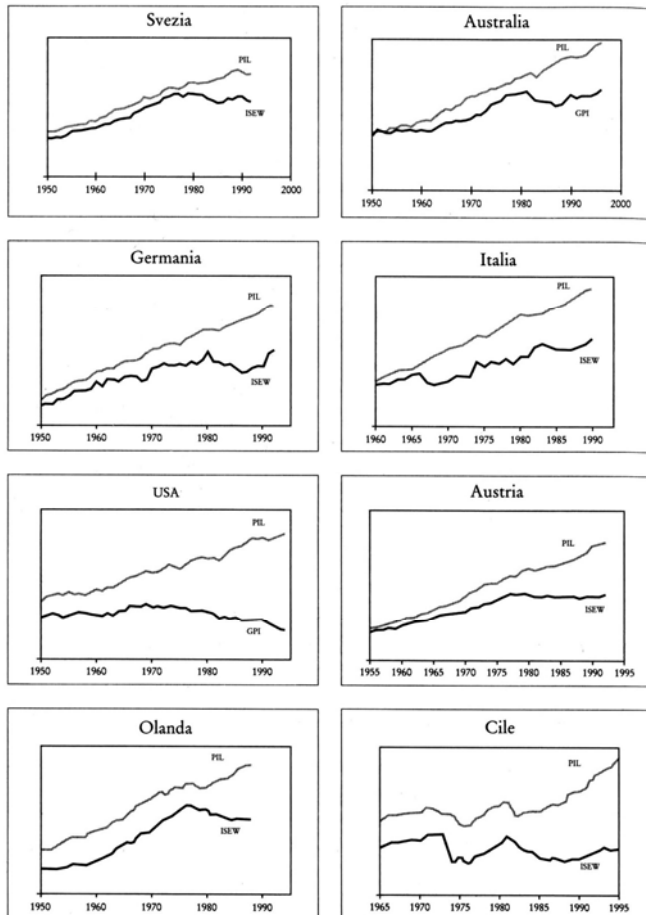 Svezia
PIL
ISEW
1950 1960 1970 1980 1990 2000
Australia
PIL
GPI
1950 1960 1970 1980 1990 2000
Germania
PIL
ISEW
1950 1960 1970 1980 1990
Italia
PIL
ISEW
1960 1965 1970 1975 1980 1985 1990
USA
PIL
GPI
1950 1960 1970 1980 1990
Austria
PIL
ISEW
1955 1960 1965 1970 1975 1980 1985 1990 1995
Olanda
PIL
ISEW
1950 1960 1970 1980 1990
Cile
PIL
ISEW
1965 1970 1975 1980 1985 1990 1995